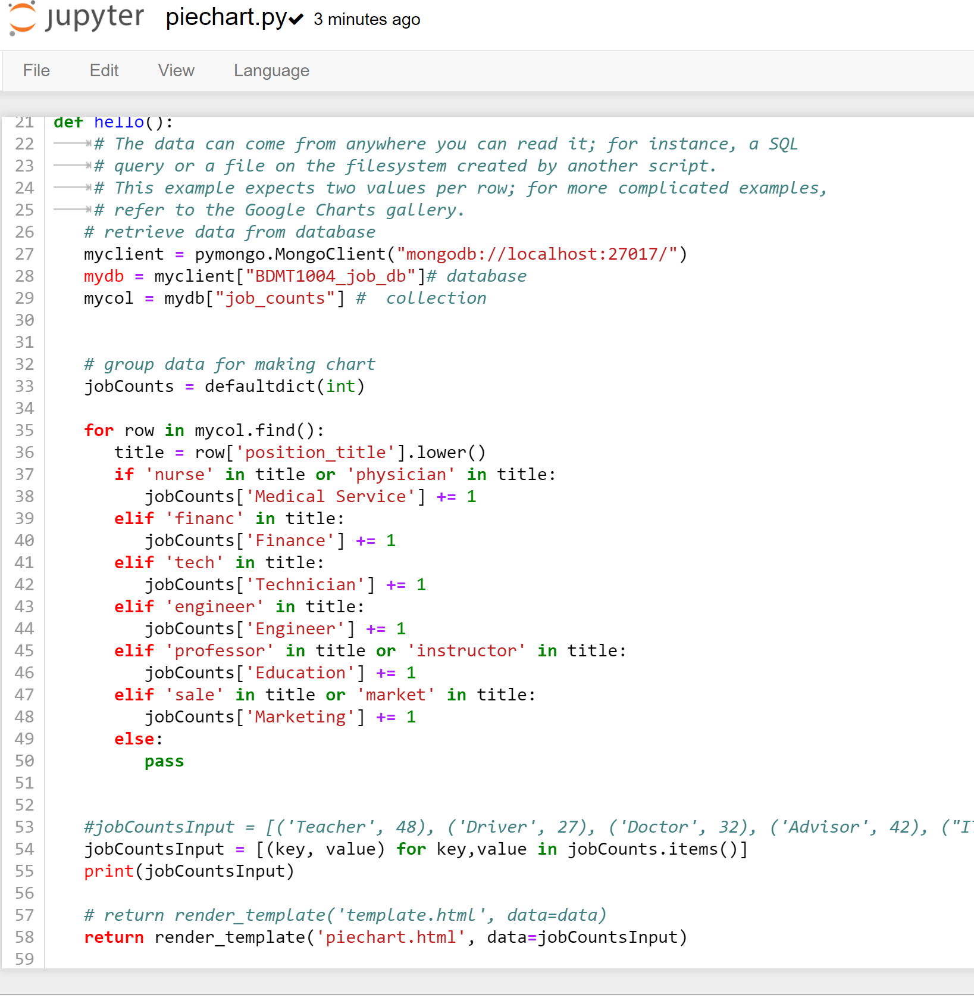 jupyter piechart.py✔ 3 minutes ago
File Edit View Language
21 def hello():
22 # The data can come from anywhere you can read it; for instance, a SQL
23 # query or a file on the filesystem created by another script.
24 # This example expects two values per row; for more complicated examples,
25 # refer to the Google Charts gallery.
26 # retrieve data from database
27 myclient = pymongo.MongoClient("mongodb://localhost:27017/")
28 mydb = myclient["BDMT1004_job_db"]# database
29 mycol = mydb["job_counts"] #  collection
30
31
32 # group data for making chart
33 jobCounts = defaultdict(int)
34
35 for row in mycol.find():
36 title = row['position_title'].lower()
37 if 'nurse' in title or 'physician' in title:
38 jobCounts['Medical Service'] += 1
39 elif 'financ' in title:
40 jobCounts['Finance'] += 1
41 elif 'tech' in title:
42 jobCounts['Technician'] += 1
43 elif 'engineer' in title:
44 jobCounts['Engineer'] += 1
45 elif 'professor' in title or 'instructor' in title:
46 jobCounts['Education'] += 1
47 elif 'sale' in title or 'market' in title:
48 jobCounts['Marketing'] += 1
49 else:
50 pass
51
52
53 #jobCountsInput = [('Teacher', 48), ('Driver', 27), ('Doctor', 32), ('Advisor', 42), ("I
54 jobCountsInput = [(key, value) for key,value in jobCounts.items()]
55 print(jobCountsInput)
56
57 # return render_template('template.html', data=data)
58 return render_template('piechart.html', data=jobCountsInput)
59